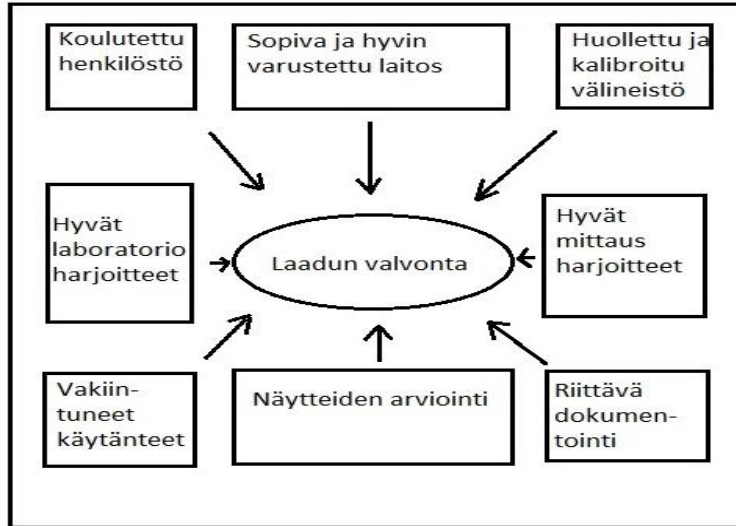 Koulutettu
henkilöstö
Sopiva ja hyvin
varustettu laitos
Huollettu ja
kalibroitu
välineistö
Hyvät
laboratorio
harjoitteet
Laadun valvonta
Hyvät
mittaus
harjoitteet
Vakiin-
tuneet
käytänteet
Näytteiden arviointi
Riittävä
dokumen-
tointi